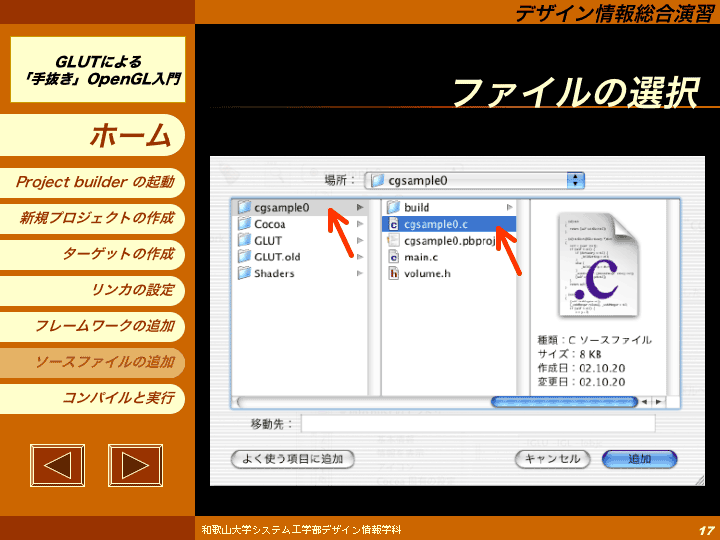 デザイン情報総合演習
GLUTによる
「手抜き」OpenGL入門
ファイルの選択
ホーム
Project builder の起動
新規プロジェクトの作成
ターゲットの作成
リンカの設定
フレームワークの追加
ソースファイルの追加
コンパイルと実行
場所：
cgsample0
cgsample0
Cocoa
GLUT
GLUT.old
Shaders
build
cgsample0.c
cgsample0.pbproj
main.c
volume.h
.c
種類：C ソースファイル
サイズ：8 KB
作成日：02.10.20
変更日：02.10.20
移動先：
よく使う項目に追加
キャンセル
追加
和歌山大学システム工学部デザイン情報学科
17